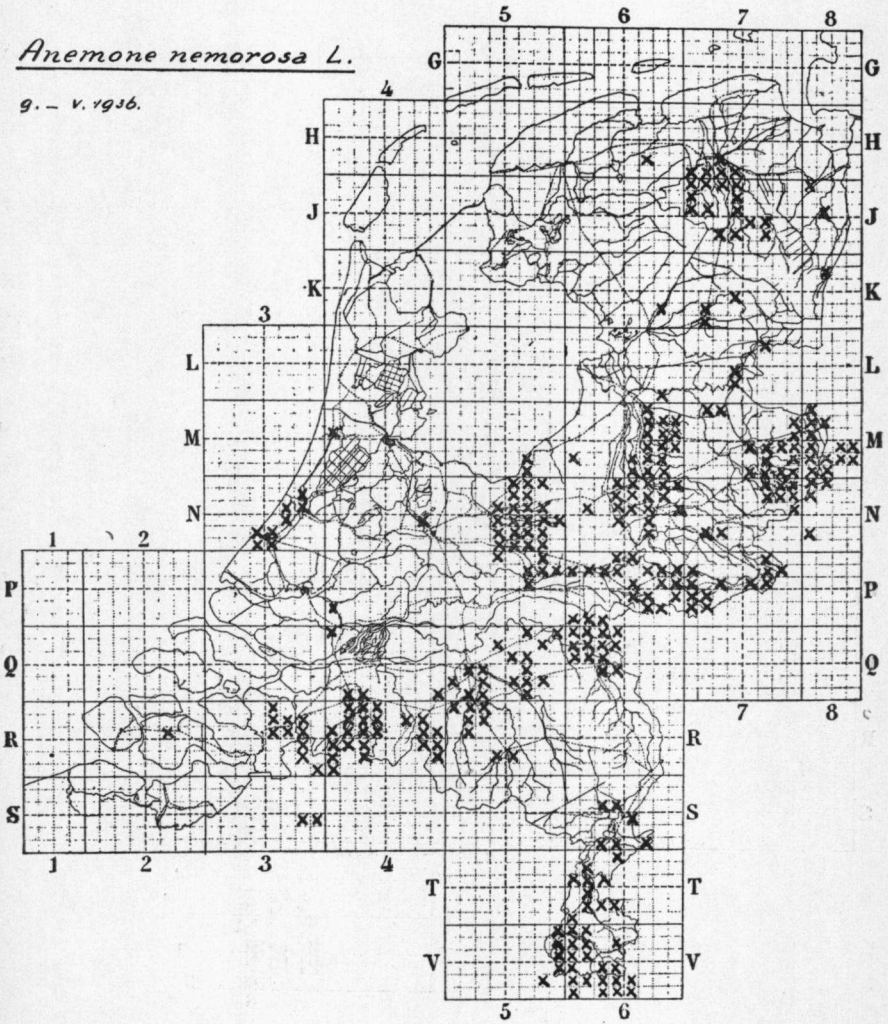 Anemone nemorosa L.
g. — v. 1936.
5 6 7 8
G G
4
H H
J J
K K
3
L L
M M
N N
1 2
P P
Q Q
7 8
R R
S S
1 2 3 4
T T
V V
5 6